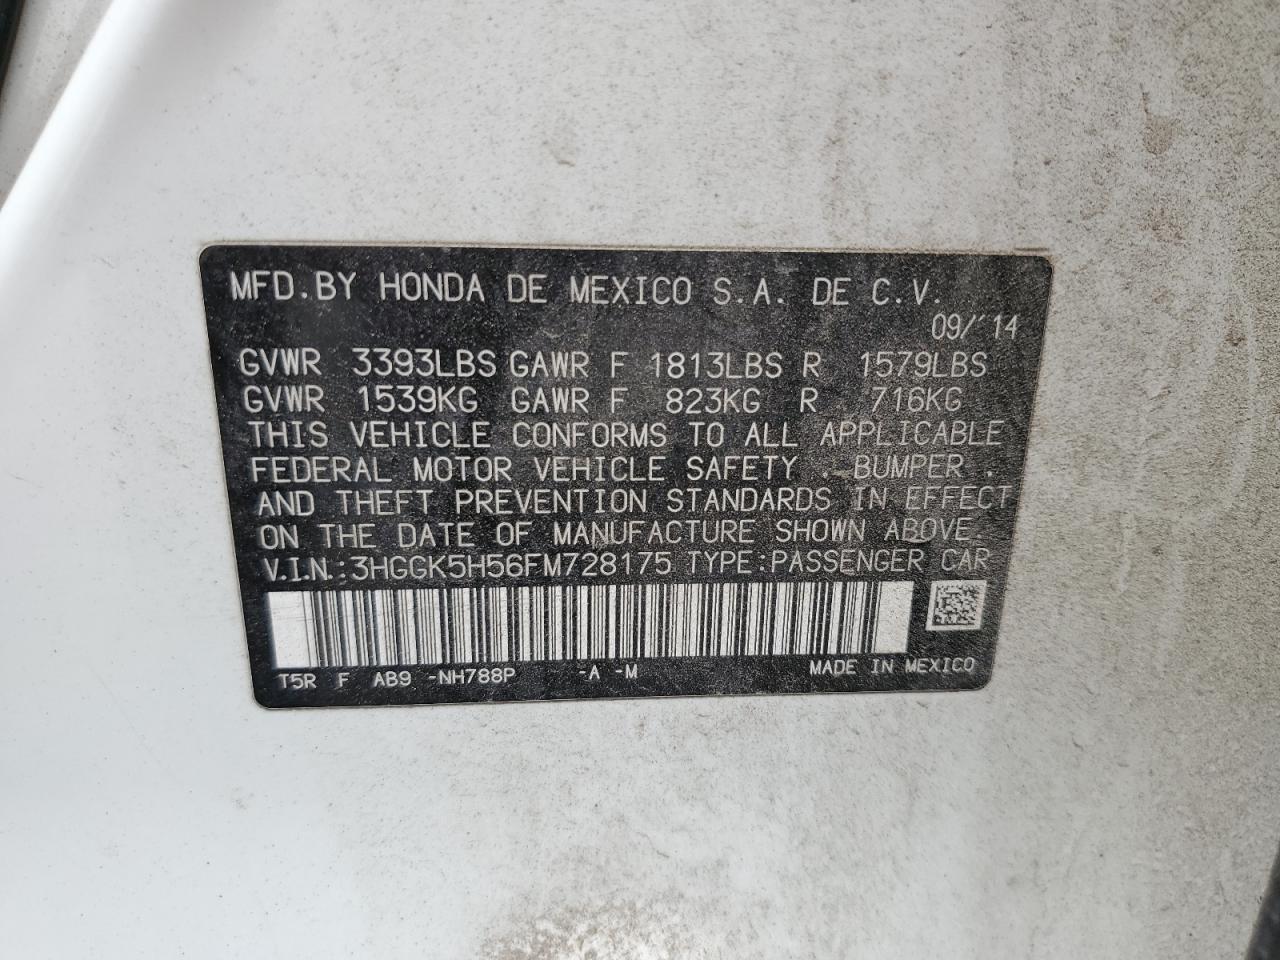 MFD.BY HONDA DE MEXICO S.A. DE C.V.
09/´14
GVWR 3393LBS GAWR F 1813LBS R 1579LBS
GVWR 1539KG GAWR F 823KG R 716KG
THIS VEHICLE CONFORMS TO ALL APPLICABLE
FEDERAL MOTOR VEHICLE SAFETY , BUMPER ,
AND THEFT PREVENTION STANDARDS IN EFFECT
ON THE DATE OF MANUFACTURE SHOWN ABOVE.
V.I.N.:3HGGK5H56FM728175 TYPE:PASSENGER CAR
T5R F AB9 -NH788P -A -M MADE IN MEXICO